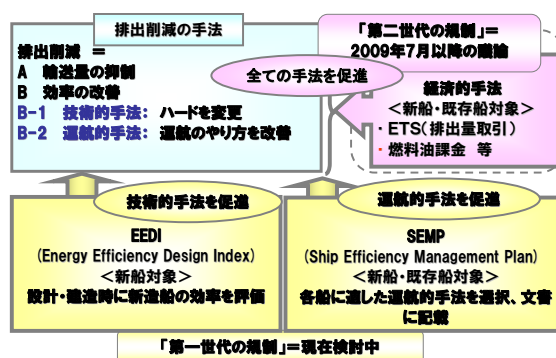 排出削減の手法
排出削減 ＝
A 輸送量の抑制
B 効率の改善
B-1 技術的手法： ハードを変更
B-2 運航的手法： 運航のやり方を改善
「第二世代の規制」＝
2009年7月以降の議論
全ての手法を促進
経済的手法
＜新船・既存船対象＞
・ETS（排出量取引）
・燃料油課金 等
技術的手法を促進
EEDI
(Energy Efficiency Design Index)
＜新船対象＞
設計・建造時に新造船の効率を評価
運航的手法を促進
SEMP
(Ship Efficiency Management Plan)
＜新船・既存船対象＞
各船に適した運航的手法を選択、文書
に記載
「第一世代の規制」＝現在検討中